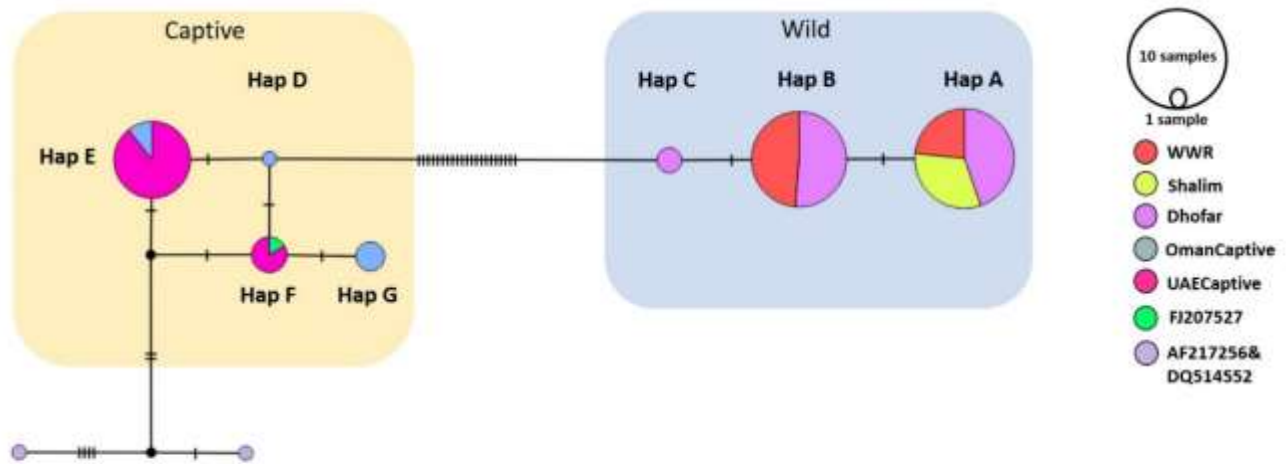 Captive
Wild
Hap D
Hap C
Hap B
Hap A
Hap E
Hap F
Hap G
10 samples
1 sample
WWR
Shalim
Dhofar
OmanCaptive
UAECaptive
FJ207527
AF217256&
DQ514552